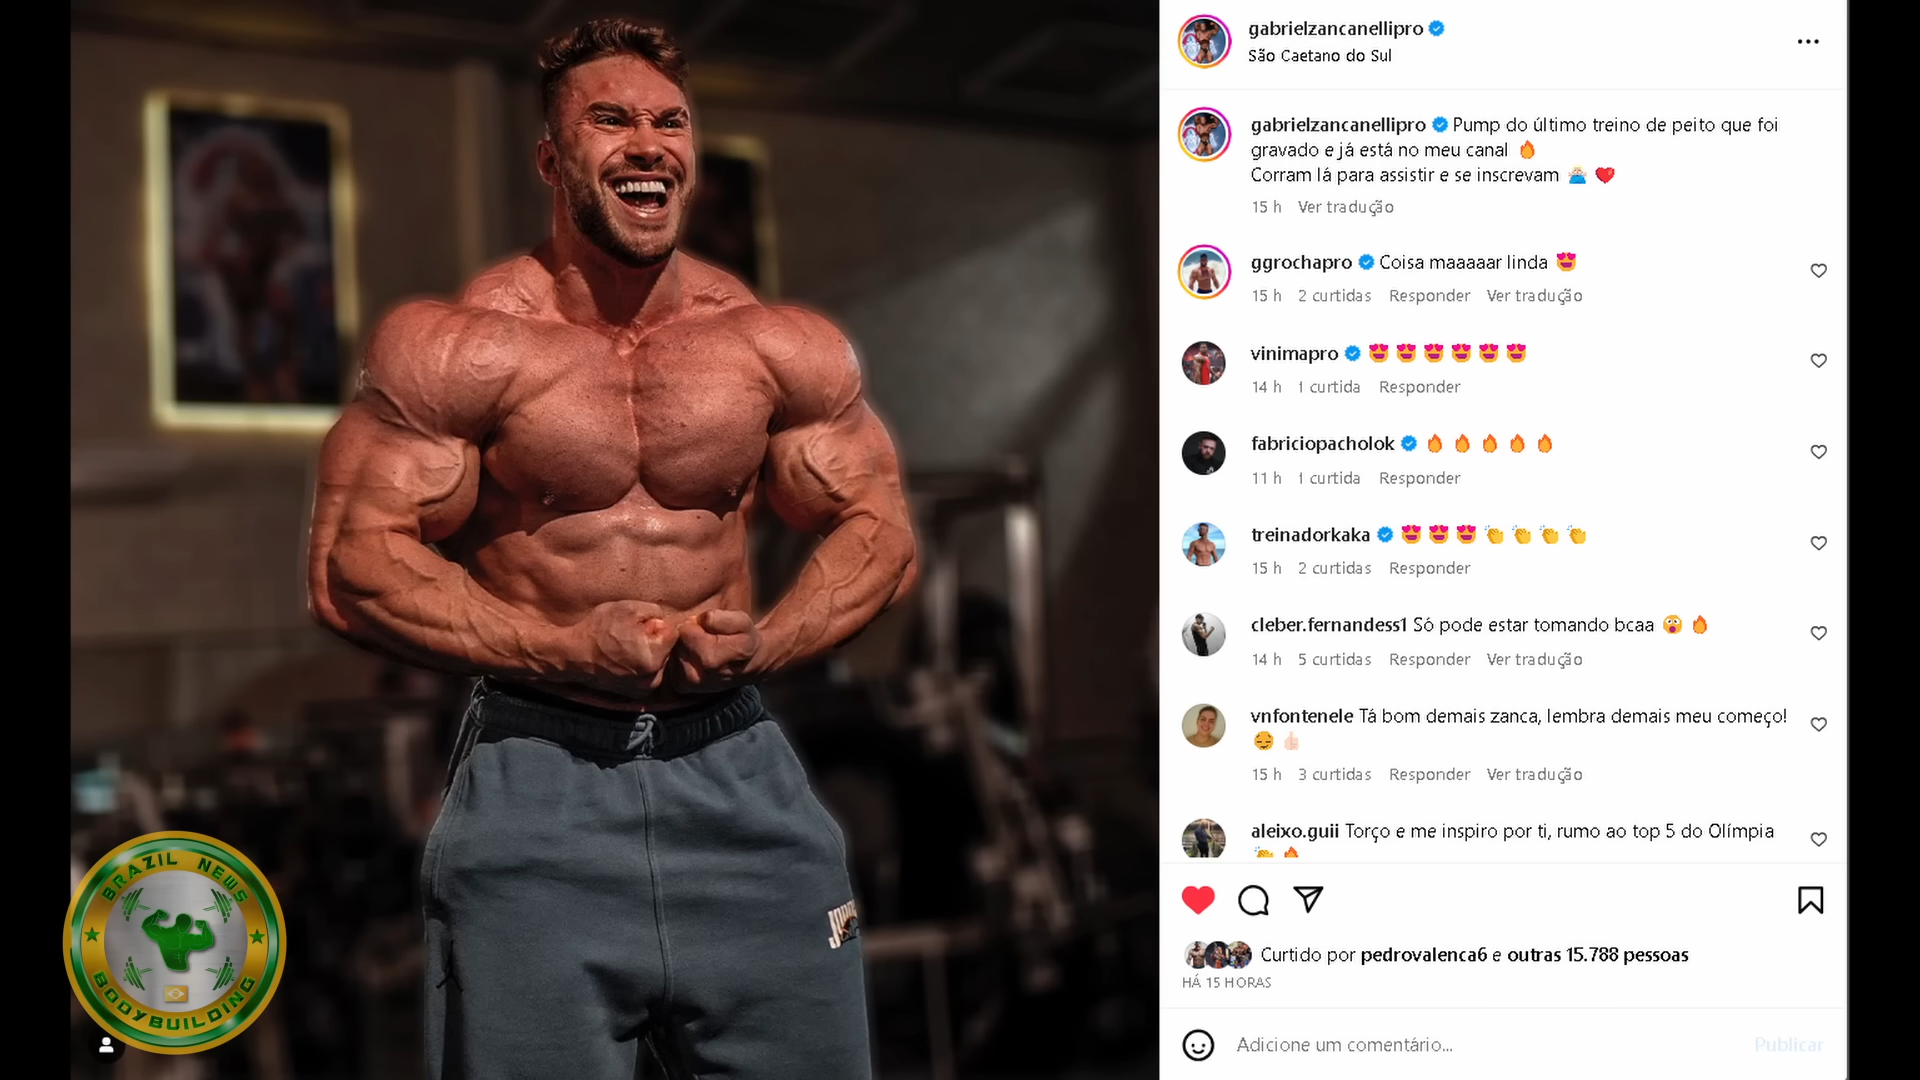 gabrielzancanellipro
São Caetano do Sul
gabrielzancanellipro Pump do último treino de peito que foi
gravado e já está no meu canal 🔥
Corram lá para assistir e se inscrevam 🙇‍♂️ ❤️
15 h Ver tradução
ggrochapro Coisa maaaaar linda 😍
15 h 2 curtidas Responder Ver tradução
vinimapro 😍 😍 😍 😍 😍 😍
14 h 1 curtida Responder
fabriciopacholok 🔥 🔥 🔥 🔥 🔥
11 h 1 curtida Responder
treinadorkaka 😍 😍 😍 👏 👏 👏 👏
15 h 2 curtidas Responder
cleber.fernandess1 Só pode estar tomando bcaa 😲 🔥
14 h 5 curtidas Responder Ver tradução
vnfontenele Tá bom demais zanca, lembra demais meu começo!
😔 👍🏻
15 h 3 curtidas Responder Ver tradução
aleixo.guii Torço e me inspiro por ti, rumo ao top 5 do Olímpia
👏 🔥
Curtido por pedrovalenca6 e outras 15.788 pessoas
HÁ 15 HORAS
Adicione um comentário...
Publicar
BRAZIL NEWS
BODYBUILDING